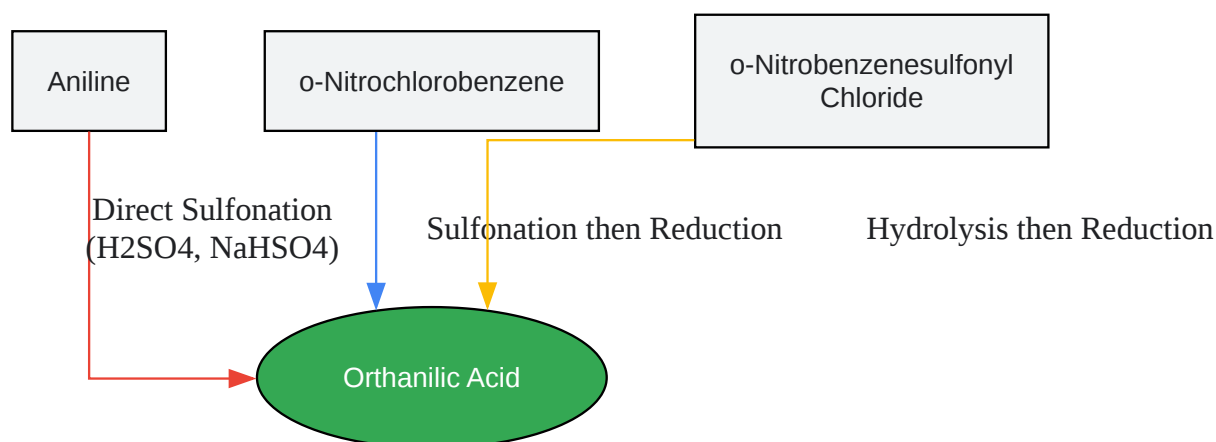 Aniline
o-Nitrochlorobenzene
o-Nitrobenzenesulfonyl
Chloride
Direct Sulfonation
(H2SO4, NaHSO4)
Sulfonation then Reduction
Hydrolysis then Reduction
Orthanilic Acid